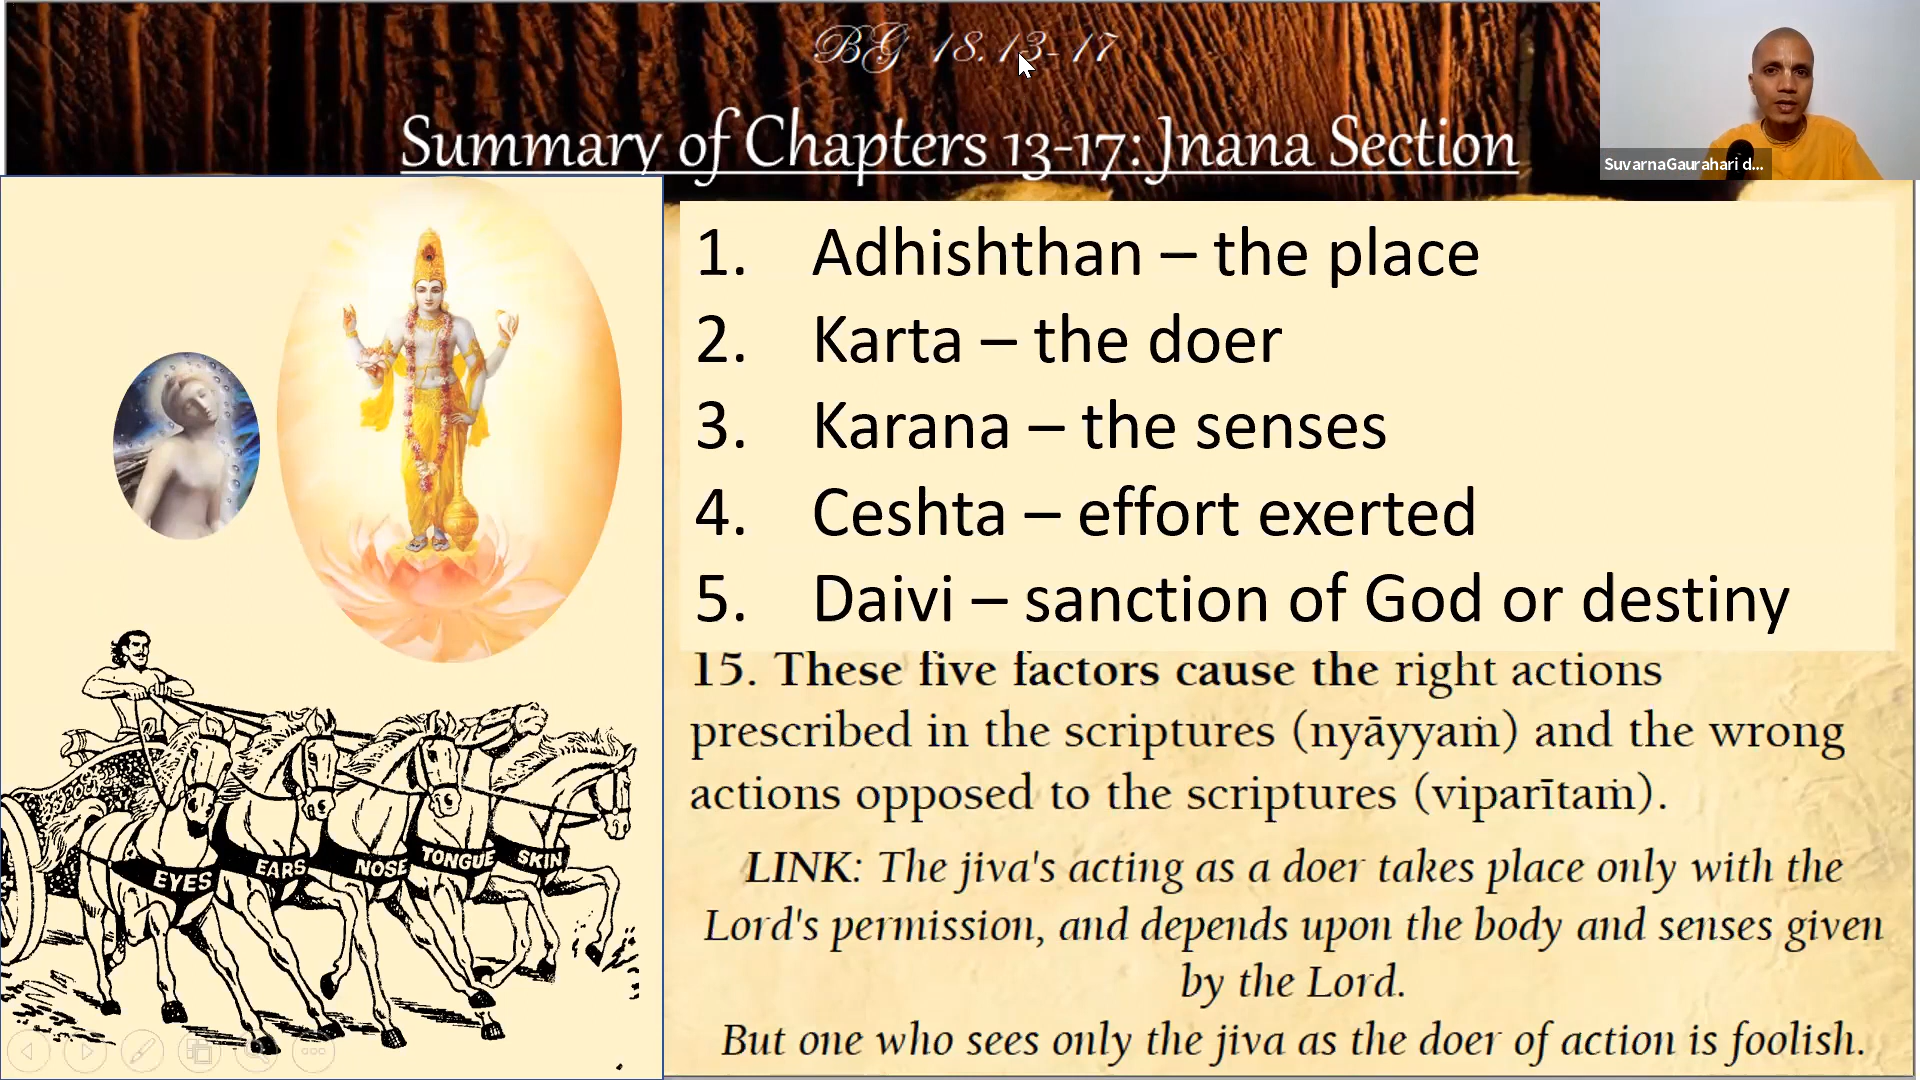 BG 18.13-17
Summary of Chapters 13-17: Jnana Section
SuvarnaGaurahari d...
1. Adhishthan – the place
2. Karta – the doer
3. Karana – the senses
4. Ceshta – effort exerted
5. Daivi – sanction of God or destiny
15. These five factors cause the right actions
prescribed in the scriptures (nyāyyaṁ) and the wrong
actions opposed to the scriptures (viparītaṁ).
LINK: The jiva's acting as a doer takes place only with the
Lord's permission, and depends upon the body and senses given
by the Lord.
But one who sees only the jiva as the doer of action is foolish.
EYES
EARS
NOSE
TONGUE
SKIN